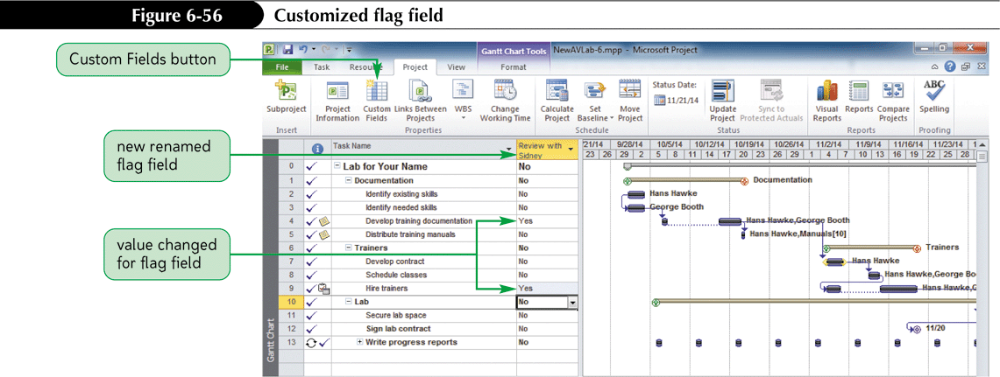 Figure 6-56 Customized flag field
Custom Fields button
new renamed
flag field
value changed
for flag field
Gantt Chart Tools NewAVLab-6.mpp - Microsoft Project
File Task Resource Project View Format
Subproject
Project
Information
Custom
Fields
Links Between
Projects
WBS
Change
Working Time
Calculate
Project
Set
Baseline
Move
Project
Status Date:
11/21/14
Update
Project
Sync to
Protected Actuals
Visual
Reports
Reports
Compare
Projects
ABC
Spelling
Insert Properties Schedule Status Reports Proofing
Task Name
Review with
Sidney
9/21/14 9/28/14 10/5/14 10/12/14 10/19/14 10/26/14 11/2/14 11/9/14 11/16/14 11/23/14 1
23 26 29 2 5 8 11 14 17 20 23 26 29 1 4 7 10 13 16 19 22 25 28
0 Lab for Your Name No
1 Documentation No Documentation
2 Identify existing skills No Hans Hawke
3 Identify needed skills No George Booth
4 Develop training documentation Yes Hans Hawke,George Booth
5 Distribute training manuals No Hans Hawke,Manuals[10]
6 Trainers No Trainers
7 Develop contract No Hans Hawke
8 Schedule classes No Hans Hawke,George Bo
9 Hire trainers Yes Hans Hawke,G
10 Lab No
11 Secure lab space No
12 Sign lab contract No 11/20
13 Write progress reports No
Gantt Chart